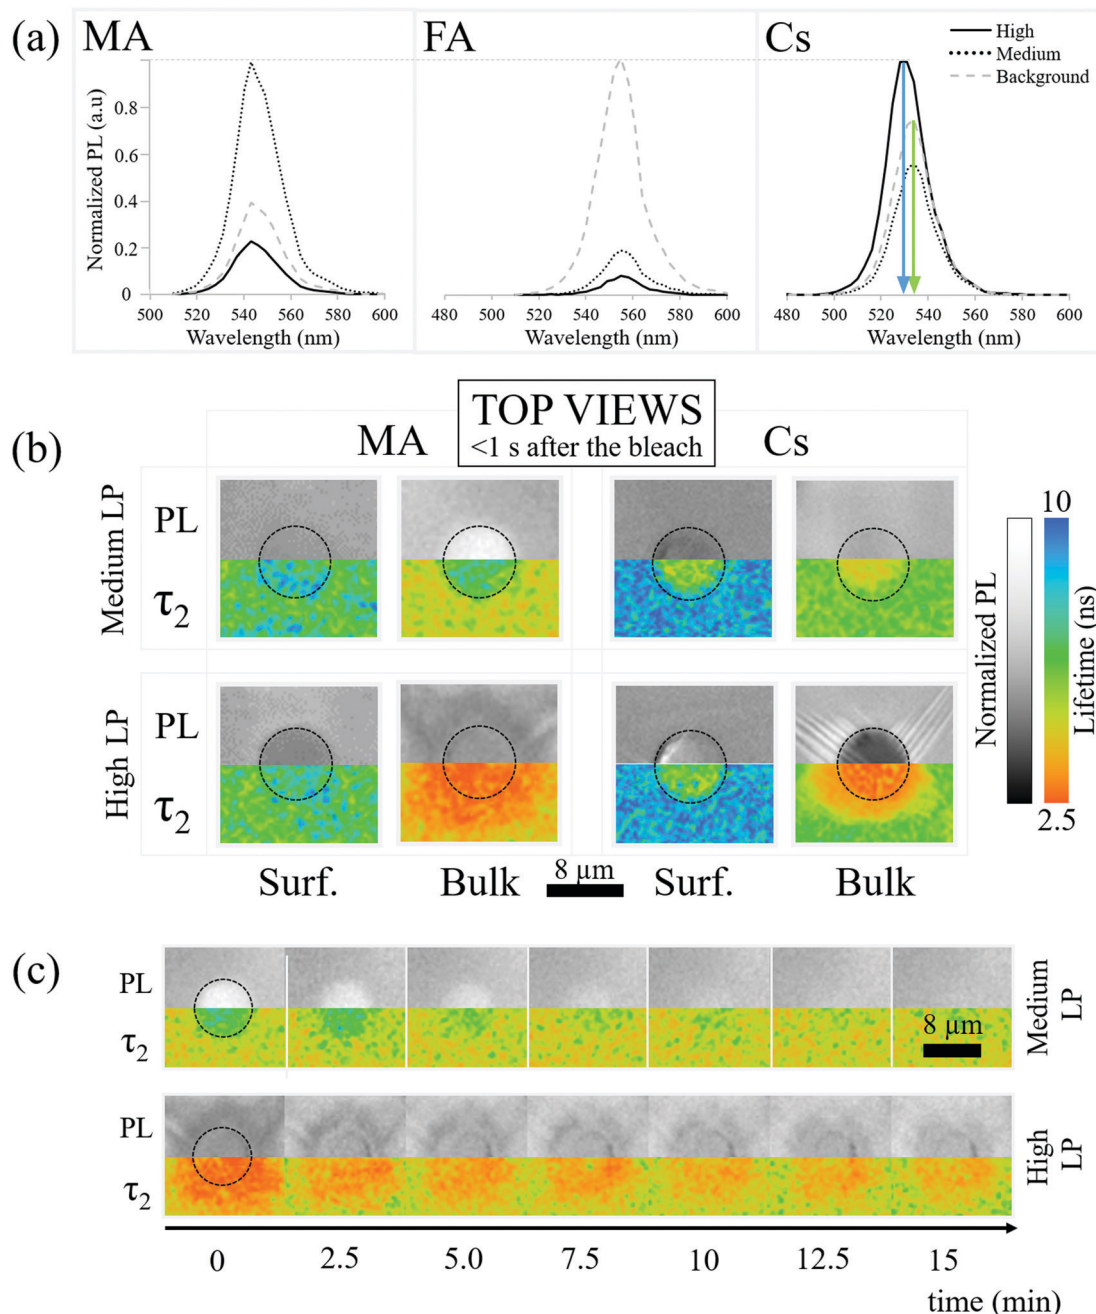 (a)
MA
FA
Cs
High
Medium
Background
Normalized PL (a.u)
0.8
0.6
0.4
0.2
0
500 520 540 560 580 600
500 520 540 560 580 600
480 500 520 540 560 580 600
Wavelength (nm)
Wavelength (nm)
Wavelength (nm)
(b)
TOP VIEWS
<1 s after the bleach
MA
Cs
Medium LP
PL
τ2
High LP
PL
τ2
Normalized PL
10
Lifetime (ns)
2.5
Surf.
Bulk
8 µm
Surf.
Bulk
(c)
PL
τ2
Medium
LP
8 µm
PL
τ2
High
LP
0 2.5 5.0 7.5 10 12.5 15
time (min)